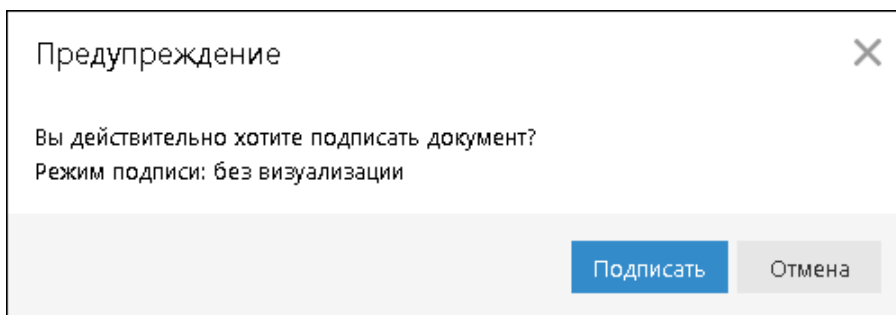 Предупреждение
Вы действительно хотите подписать документ?
Режим подписи: без визуализации
Подписать Отмена